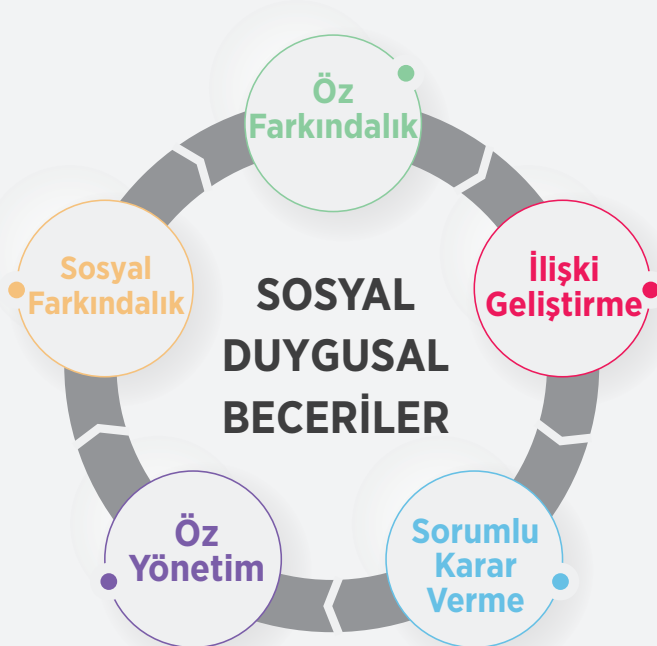 Öz
Farkındalık
Sosyal
Farkındalık
İlişki
Geliştirme
SOSYAL
DUYGUSAL
BECERİLER
Öz
Yönetim
Sorumlu
Karar
Verme